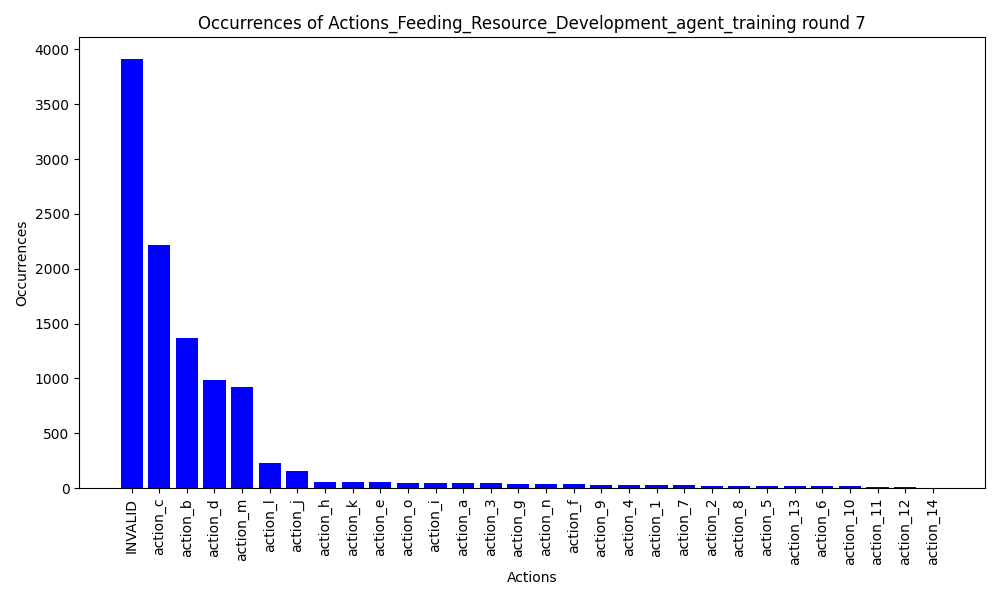 Occurrences of Actions_Feeding_Resource_Development_agent_training round 7
4000
3500
3000
2500
2000
1500
1000
500
0
Occurrences
INVALID
action_c
action_b
action_d
action_m
action_l
action_j
action_h
action_k
action_e
action_o
action_i
action_a
action_3
action_g
action_n
action_f
action_9
action_4
action_1
action_7
action_2
action_8
action_5
action_13
action_6
action_10
action_11
action_12
action_14
Actions